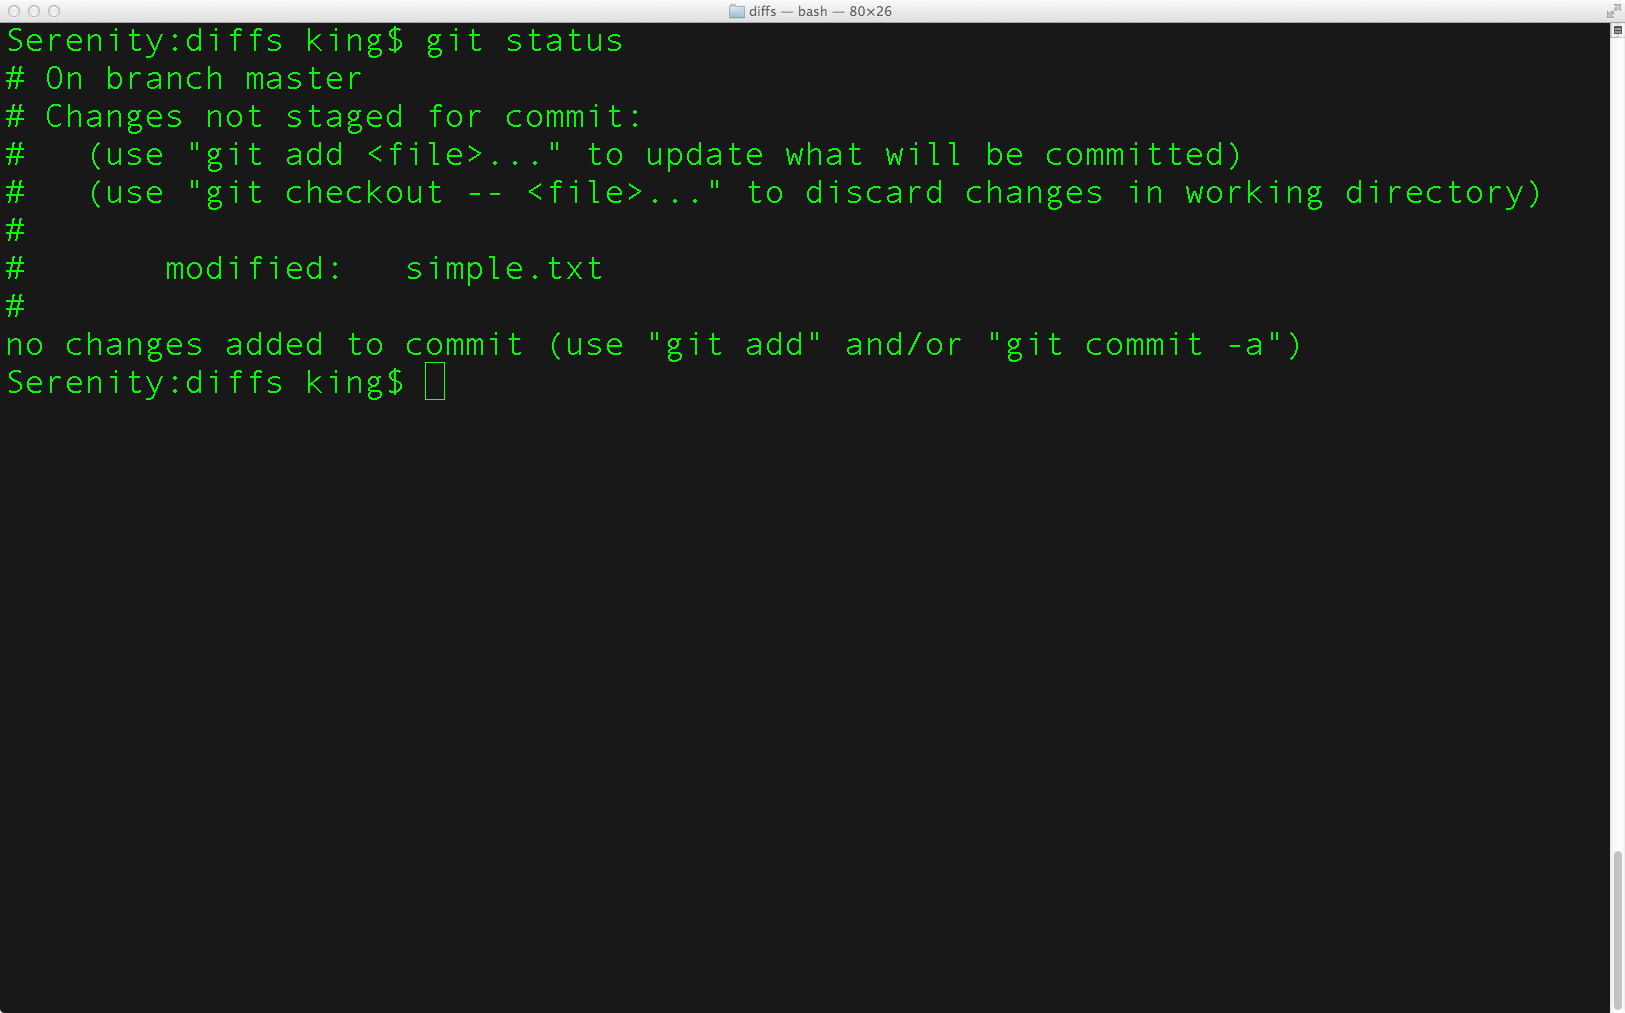 diffs — bash — 80×26
Serenity:diffs king$ git status
# On branch master
# Changes not staged for commit:
#   (use "git add <file>..." to update what will be committed)
#   (use "git checkout -- <file>..." to discard changes in working directory)
#
#       modified:   simple.txt
#
no changes added to commit (use "git add" and/or "git commit -a")
Serenity:diffs king$